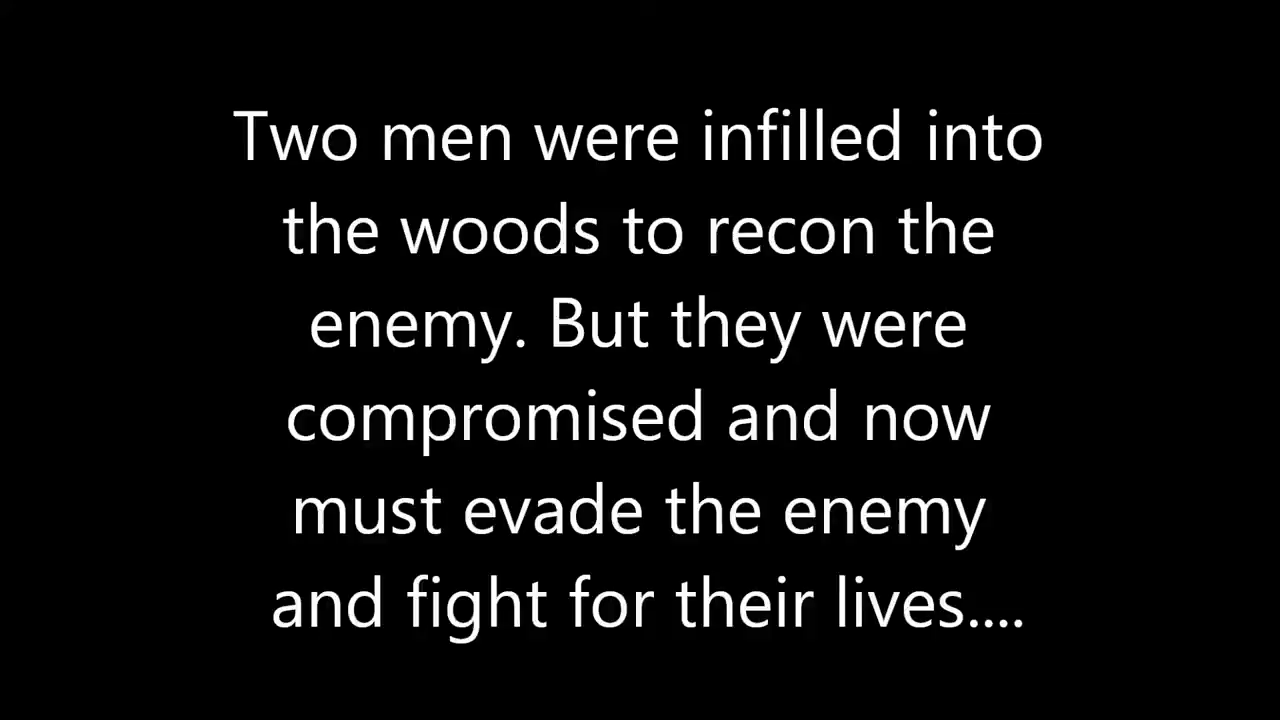 Two men were infilled into
the woods to recon the
enemy. But they were
compromised and now
must evade the enemy
and fight for their lives....